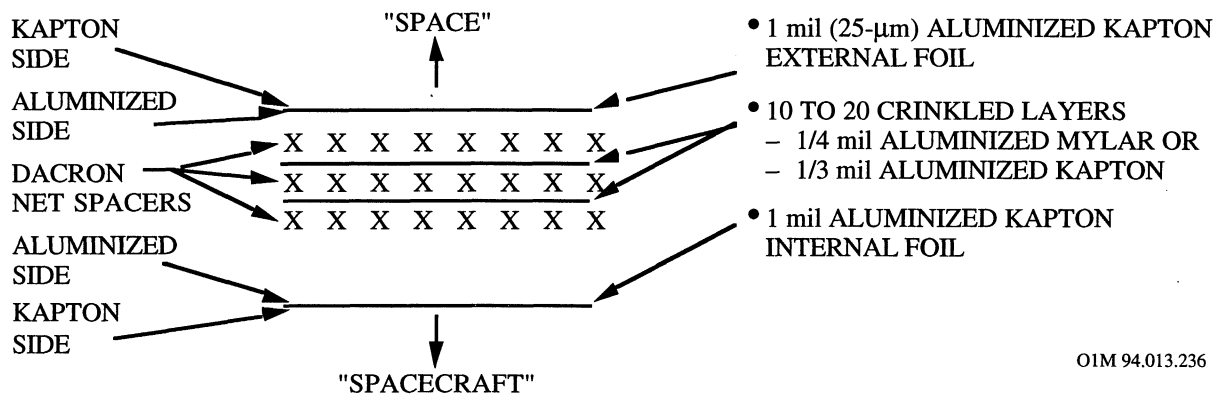 "SPACE"
KAPTON
SIDE
ALUMINIZED
SIDE
DACRON
NET SPACERS
ALUMINIZED
SIDE
KAPTON
SIDE
X X X X X X X X
X X X X X X X X
X X X X X X X X
"SPACECRAFT"
• 1 mil (25-μm) ALUMINIZED KAPTON
EXTERNAL FOIL
• 10 TO 20 CRINKLED LAYERS
– 1/4 mil ALUMINIZED MYLAR OR
– 1/3 mil ALUMINIZED KAPTON
• 1 mil ALUMINIZED KAPTON
INTERNAL FOIL
O1M 94.013.236